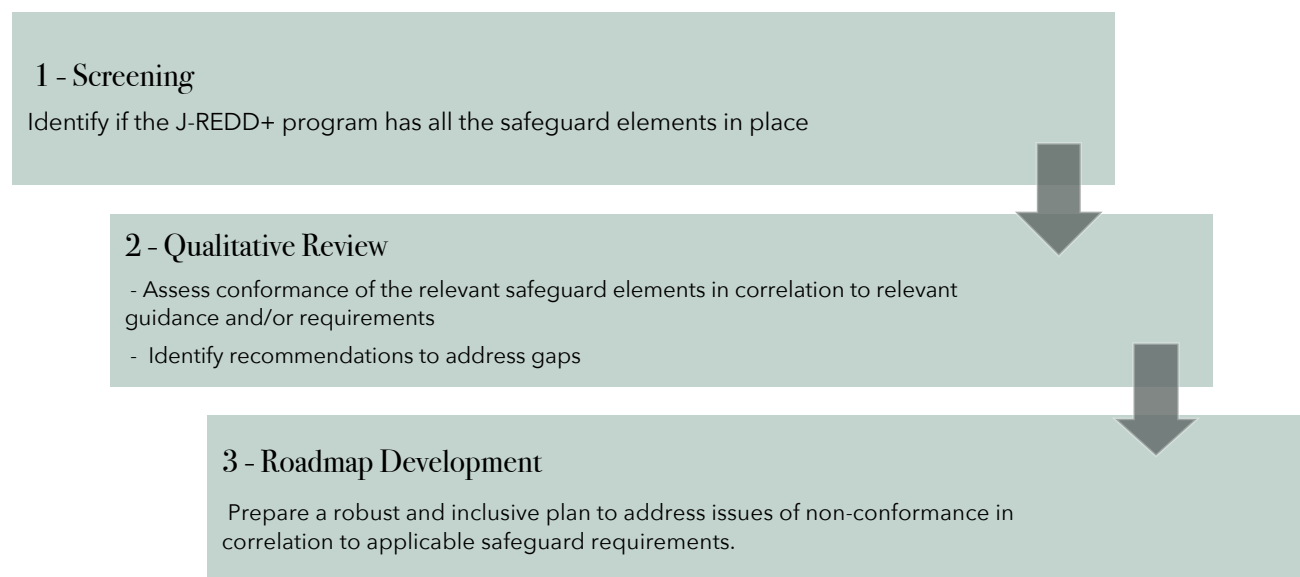 1 - Screening
Identify if the J-REDD+ program has all the safeguard elements in place
2 - Qualitative Review
- Assess conformance of the relevant safeguard elements in correlation to relevant
guidance and/or requirements
- Identify recommendations to address gaps
3 - Roadmap Development
Prepare a robust and inclusive plan to address issues of non-conformance in
correlation to applicable safeguard requirements.